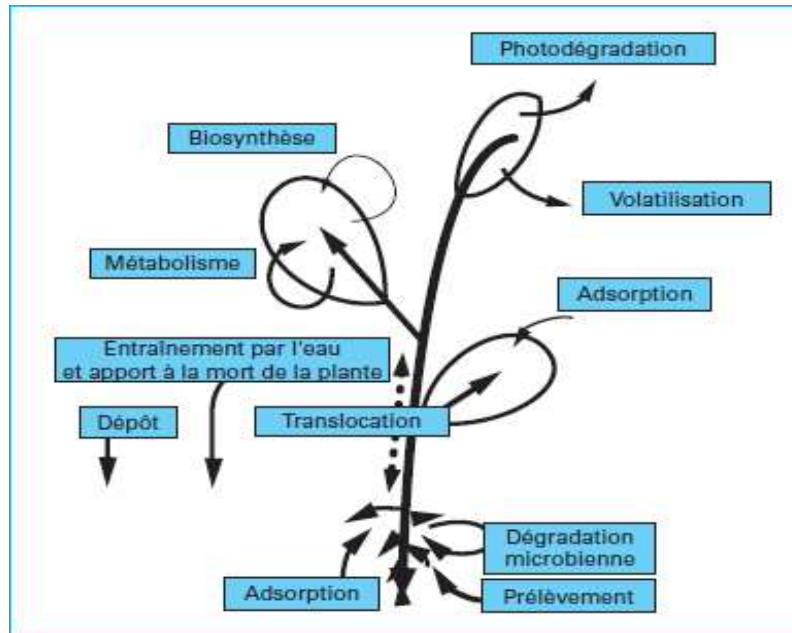 Photodégradation
Biosynthèse
Volatilisation
Métabolisme
Adsorption
Entraînement par l'eau
et apport à la mort de la plante
Dépôt
Translocation
Dégradation
microbienne
Adsorption
Prélèvement